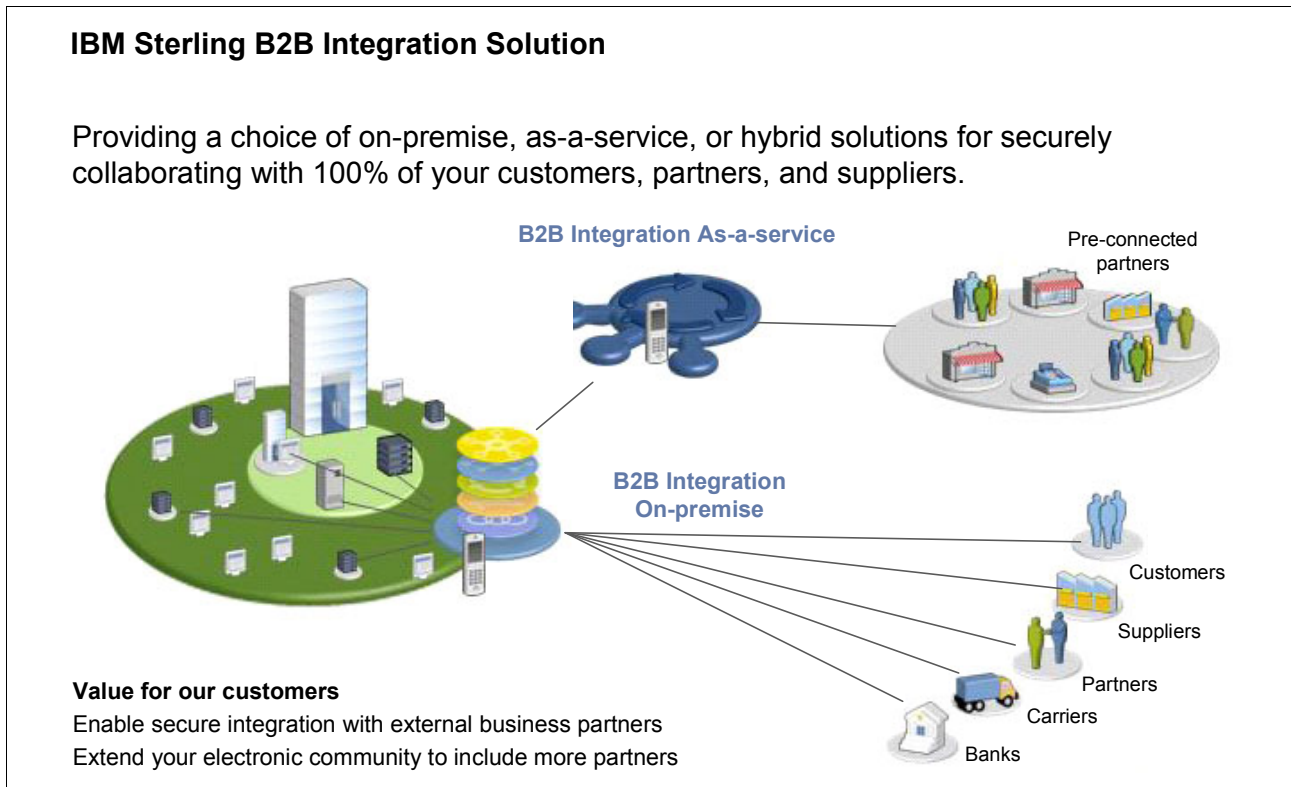 IBM Sterling B2B Integration Solution
Providing a choice of on-premise, as-a-service, or hybrid solutions for securely
collaborating with 100% of your customers, partners, and suppliers.
B2B Integration As-a-service
Pre-connected
partners
B2B Integration
On-premise
Customers
Suppliers
Partners
Carriers
Banks
Value for our customers
Enable secure integration with external business partners
Extend your electronic community to include more partners